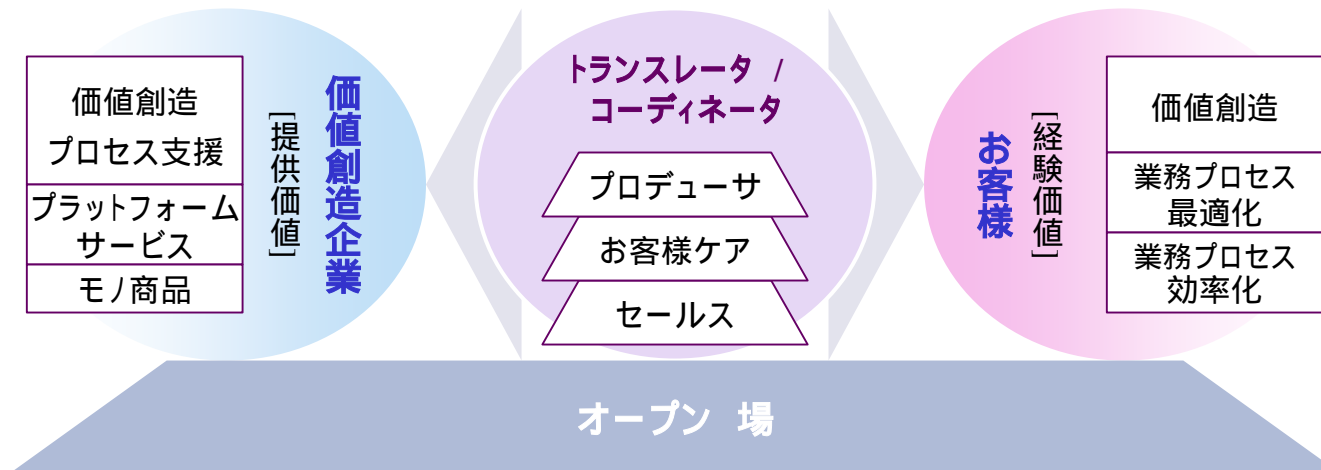 価値創造
プロセス支援
プラットフォーム
サービス
モノ商品
[提供価値]
価値創造企業
トランスレータ /
コーディネータ
プロデューサ
お客様ケア
セールス
お客様
[経験価値]
価値創造
業務プロセス
最適化
業務プロセス
効率化
オープン 場